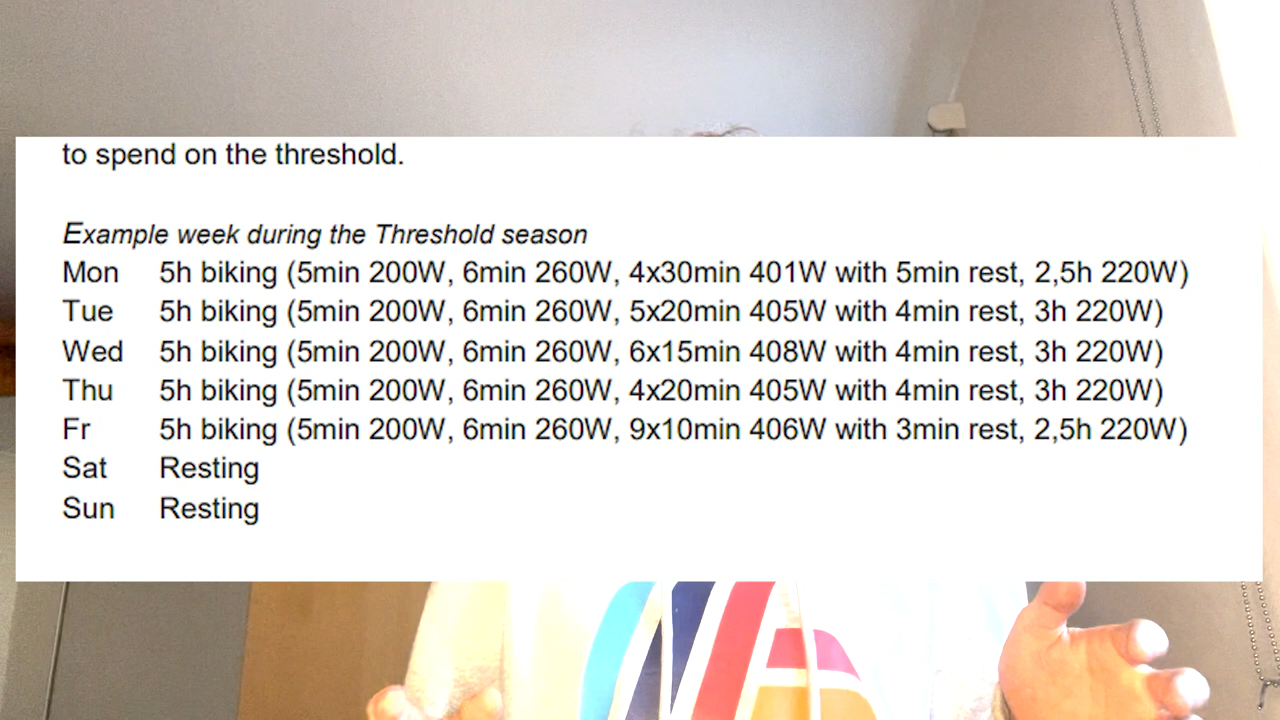 to spend on the threshold.
Example week during the Threshold season
Mon 5h biking (5min 200W, 6min 260W, 4x30min 401W with 5min rest, 2,5h 220W)
Tue 5h biking (5min 200W, 6min 260W, 5x20min 405W with 4min rest, 3h 220W)
Wed 5h biking (5min 200W, 6min 260W, 6x15min 408W with 4min rest, 3h 220W)
Thu 5h biking (5min 200W, 6min 260W, 4x20min 405W with 4min rest, 3h 220W)
Fr 5h biking (5min 200W, 6min 260W, 9x10min 406W with 3min rest, 2,5h 220W)
Sat Resting
Sun Resting